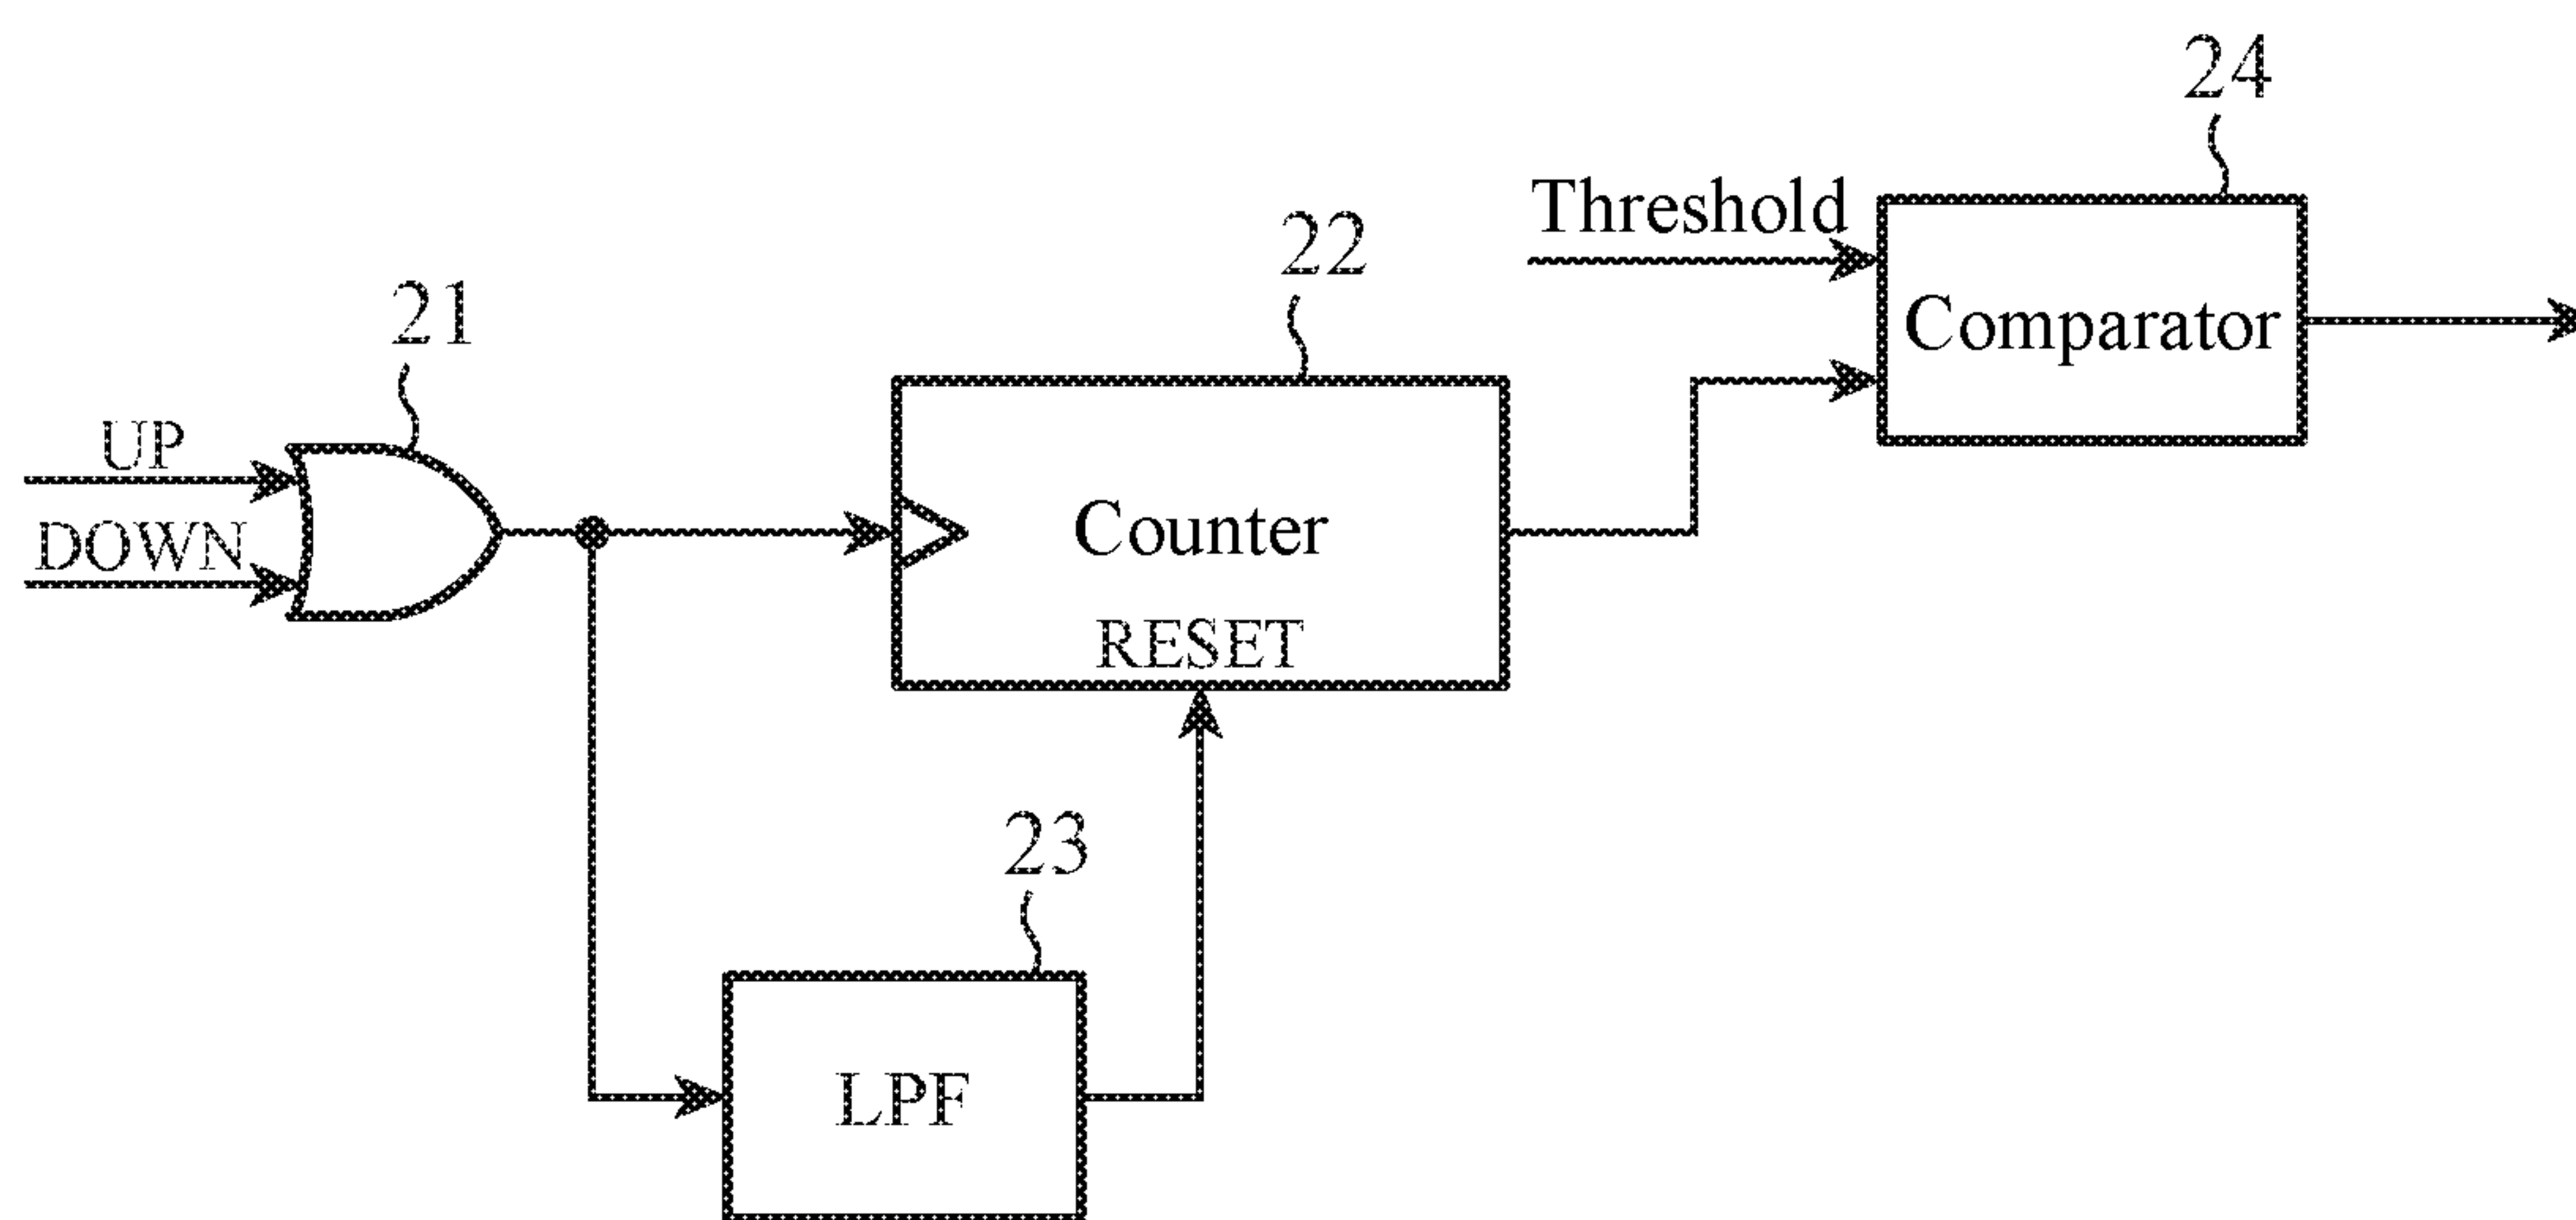 24
Threshold
Comparator
22
21
UP
DOWN
Counter
RESET
23
LPF